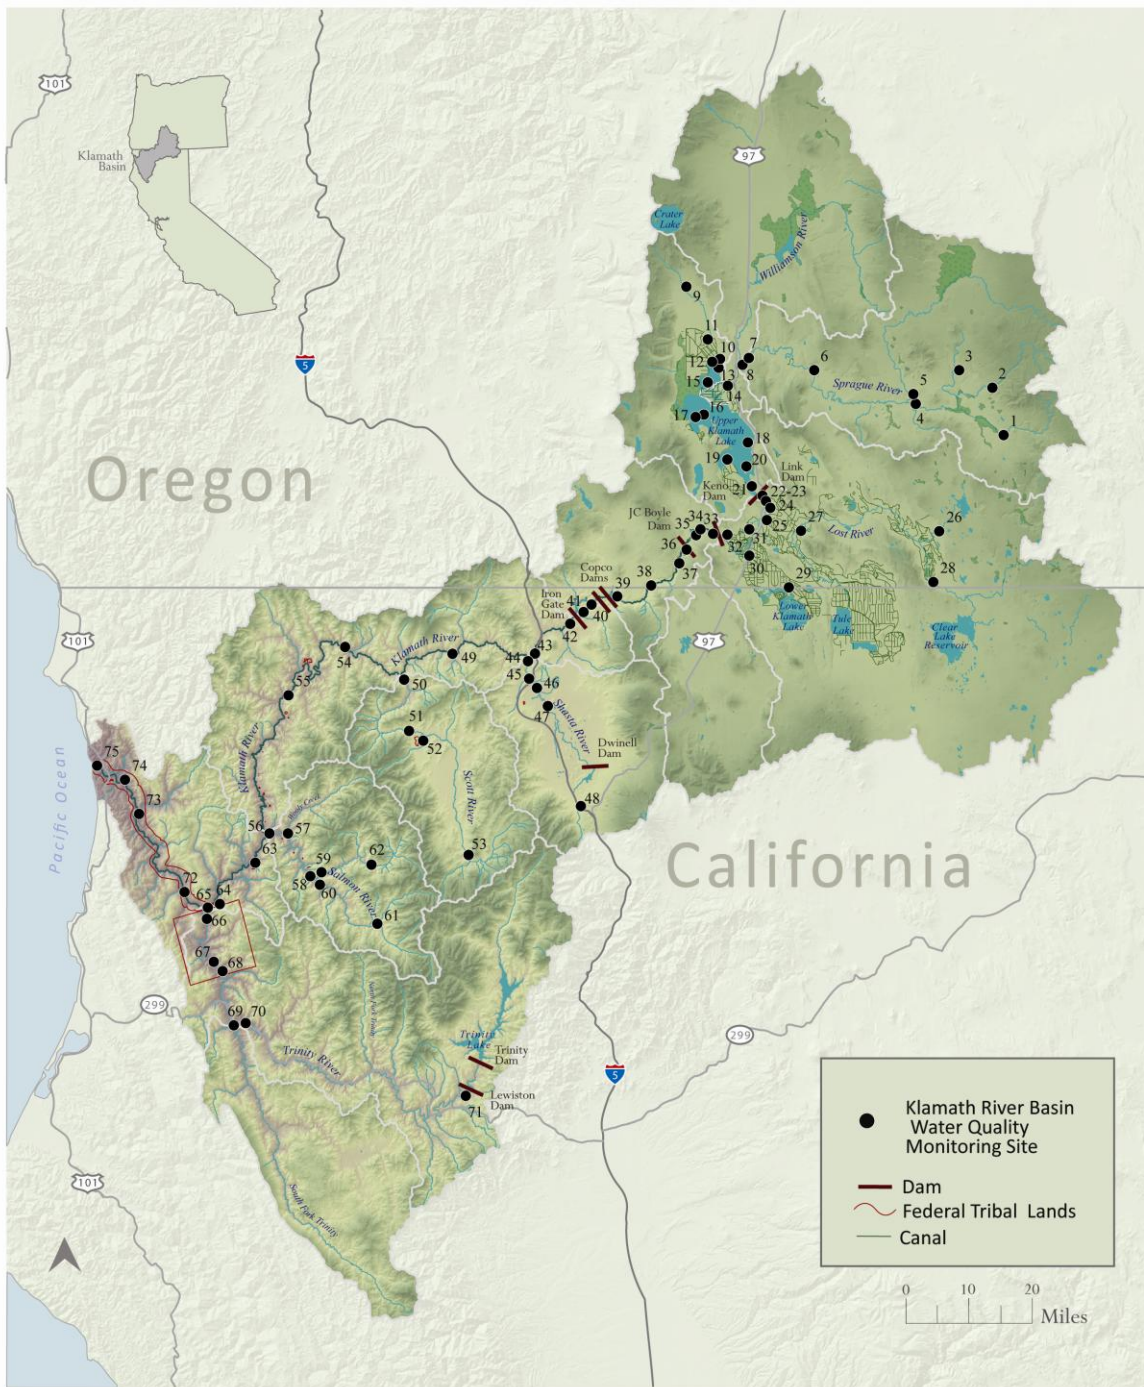 101
97
Klamath
Basin
Crater
Lake
Williamson River
9
11
10
7
12
8
6
3
13
2
15
14
Sprague River
5
4
17
16
Upper
Klamath
Lake
1
18
19
20
Link
Dam
Keno
Dam
21
22-23
24
5
Oregon
JC Boyle
Dam
34
35
33
25
27
Lost River
26
36
32
31
30
37
28
29
Copco
Dams
39
38
Iron
Gate
Dam
41
40
42
Lower
Klamath
Lake
Tule
Lake
Clear
Lake
Reservoir
101
97
Klamath River
54
49
43
44
50
45
46
55
47
Shasta River
51
52
Dwinell
Dam
Klamath River
Pacific Ocean
75
74
73
Scott River
48
56
57
53
63
62
59
58
60
Salmon River
California
72
65
64
66
61
67
68
299
69
70
North Fork Trinity
Trinity
Lake
Trinity
Dam
299
Trinity River
5
Lewiston
Dam
71
101
South Fork Trinity
Klamath River Basin
Water Quality
Monitoring Site
Dam
Federal Tribal Lands
Canal
0 10 20
Miles